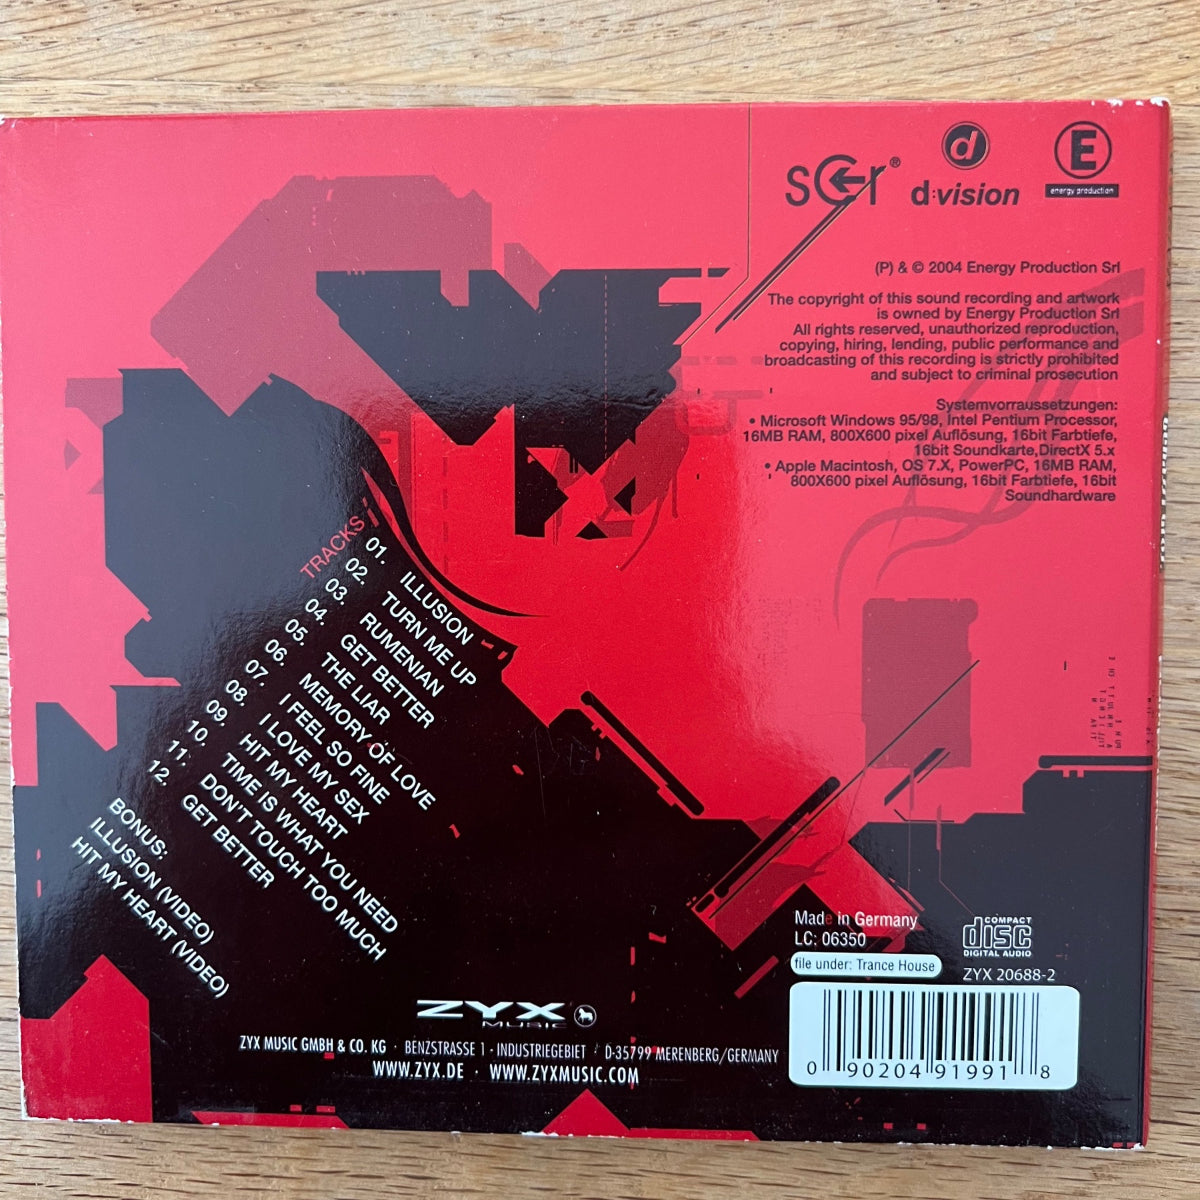 scer®
d
d:vision
E
energy production
(P) & © 2004 Energy Production Srl
The copyright of this sound recording and artwork
is owned by Energy Production Srl
All rights reserved, unauthorized reproduction,
copying, hiring, lending, public performance and
broadcasting of this recording is strictly prohibited
and subject to criminal prosecution
Systemvorraussetzungen:
• Microsoft Windows 95/98, Intel Pentium Processor,
16MB RAM, 800X600 pixel Auflösung, 16bit Farbtiefe,
16bit Soundkarte,DirectX 5.x
• Apple Macintosh, OS 7.X, PowerPC, 16MB RAM,
800X600 pixel Auflösung, 16bit Farbtiefe, 16bit
Soundhardware
TRACKS
01. ILLUSION
02. TURN ME UP
03. RUMENIAN
04. GET BETTER
05. THE LIAR
06. MEMORY OF LOVE
07. I FEEL SO FINE
08. I LOVE MY SEX
09. HIT MY HEART
10. TIME IS WHAT YOU NEED
11. DON'T TOUCH TOO MUCH
12. GET BETTER
BONUS:
ILLUSION (VIDEO)
HIT MY HEART (VIDEO)
Made in Germany
LC: 06350
file under: Trance House
COMPACT
disc
DIGITAL AUDIO
ZYX 20688-2
ZYX
MUSIC
ZYX MUSIC GMBH & CO. KG · BENZSTRASSE 1 · INDUSTRIEGEBIET · D-35799 MERENBERG/GERMANY
WWW.ZYX.DE · WWW.ZYXMUSIC.COM
0 90204 91991 8